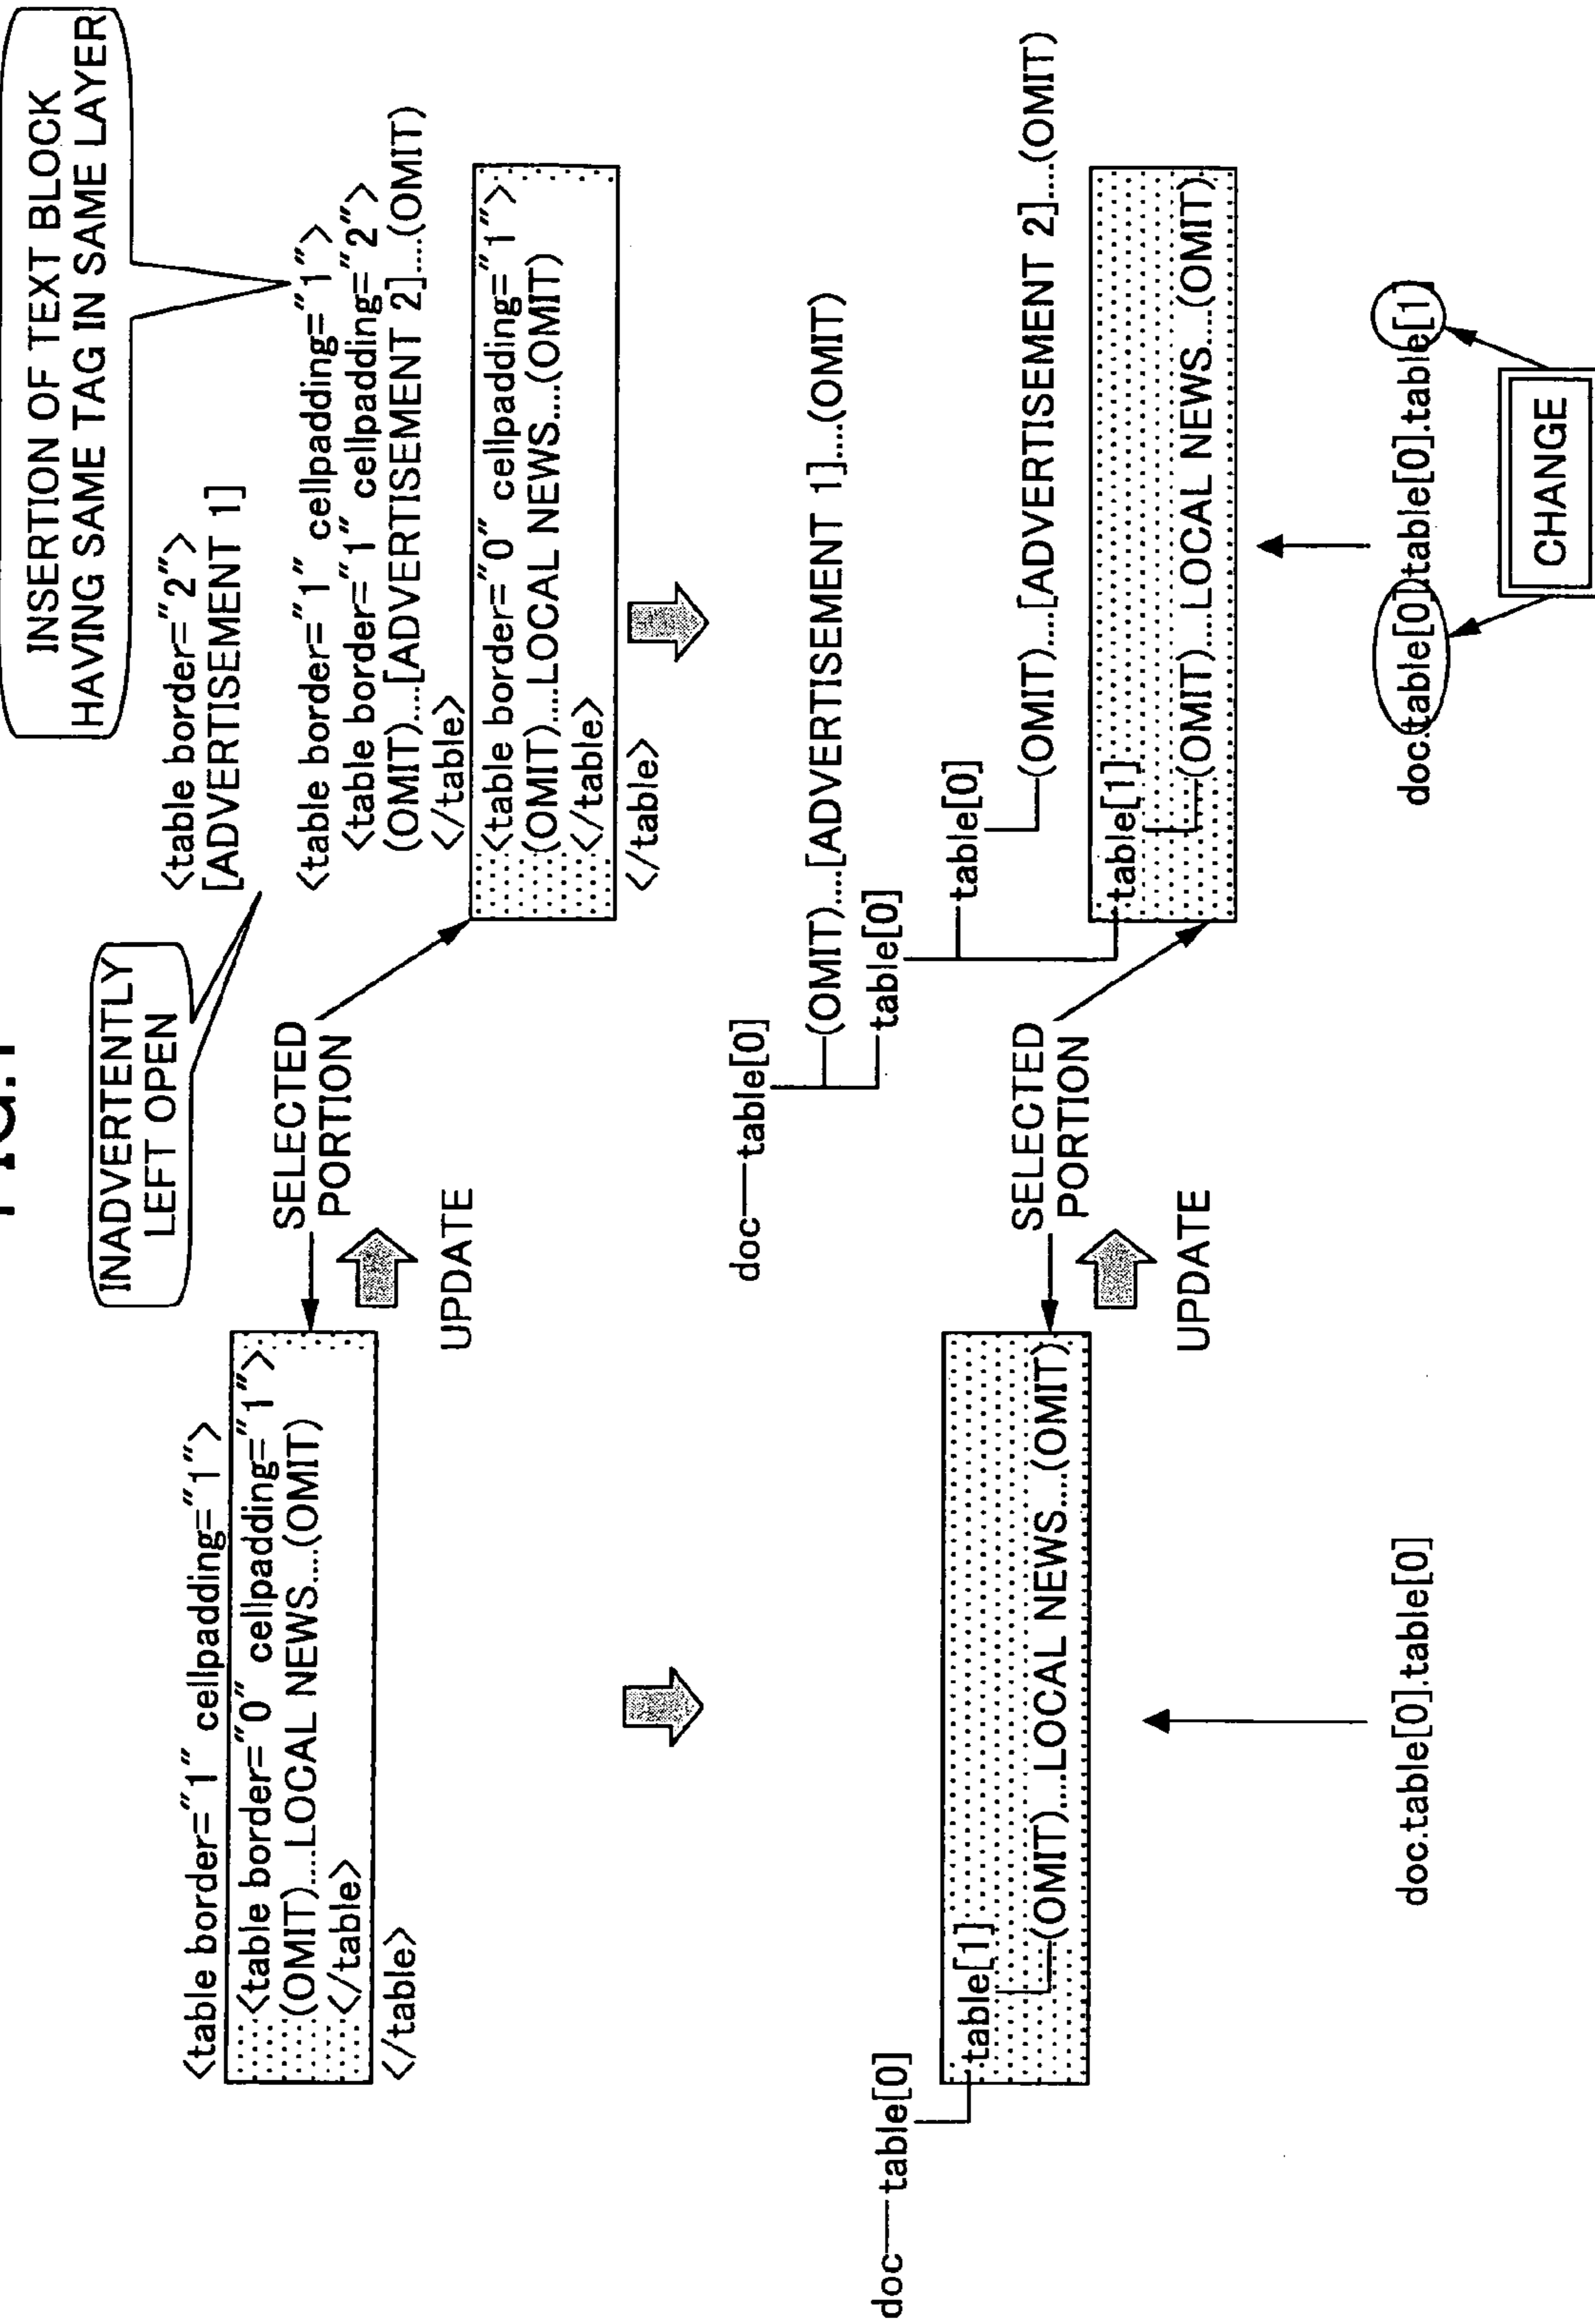 FIG.1
<table border="1" cellpadding="1">
<table border="0" cellpadding="1">
(OMIT)....LOCAL NEWS....(OMIT)
</table>
</table>
SELECTED
PORTION
UPDATE
INADVERTENTLY
LEFT OPEN
INSERTION OF TEXT BLOCK
HAVING SAME TAG IN SAME LAYER
<table border="2">
[ADVERTISEMENT 1]
<table border="1" cellpadding="1">
<table border="1" cellpadding="2">
(OMIT)....[ADVERTISEMENT 2]....(OMIT)
</table>
<table border="0" cellpadding="1">
(OMIT)....LOCAL NEWS....(OMIT)
</table>
</table>
doc—table[0]
table[1]
(OMIT)....LOCAL NEWS....(OMIT)
SELECTED
PORTION
UPDATE
doc—table[0]
(OMIT)....[ADVERTISEMENT 1]....(OMIT)
table[0]
table[0]
(OMIT)....[ADVERTISEMENT 2]....(OMIT)
table[1]
(OMIT)....LOCAL NEWS....(OMIT)
doc.table[0].table[0]
doc.table[0].table[0].table[1]
CHANGE